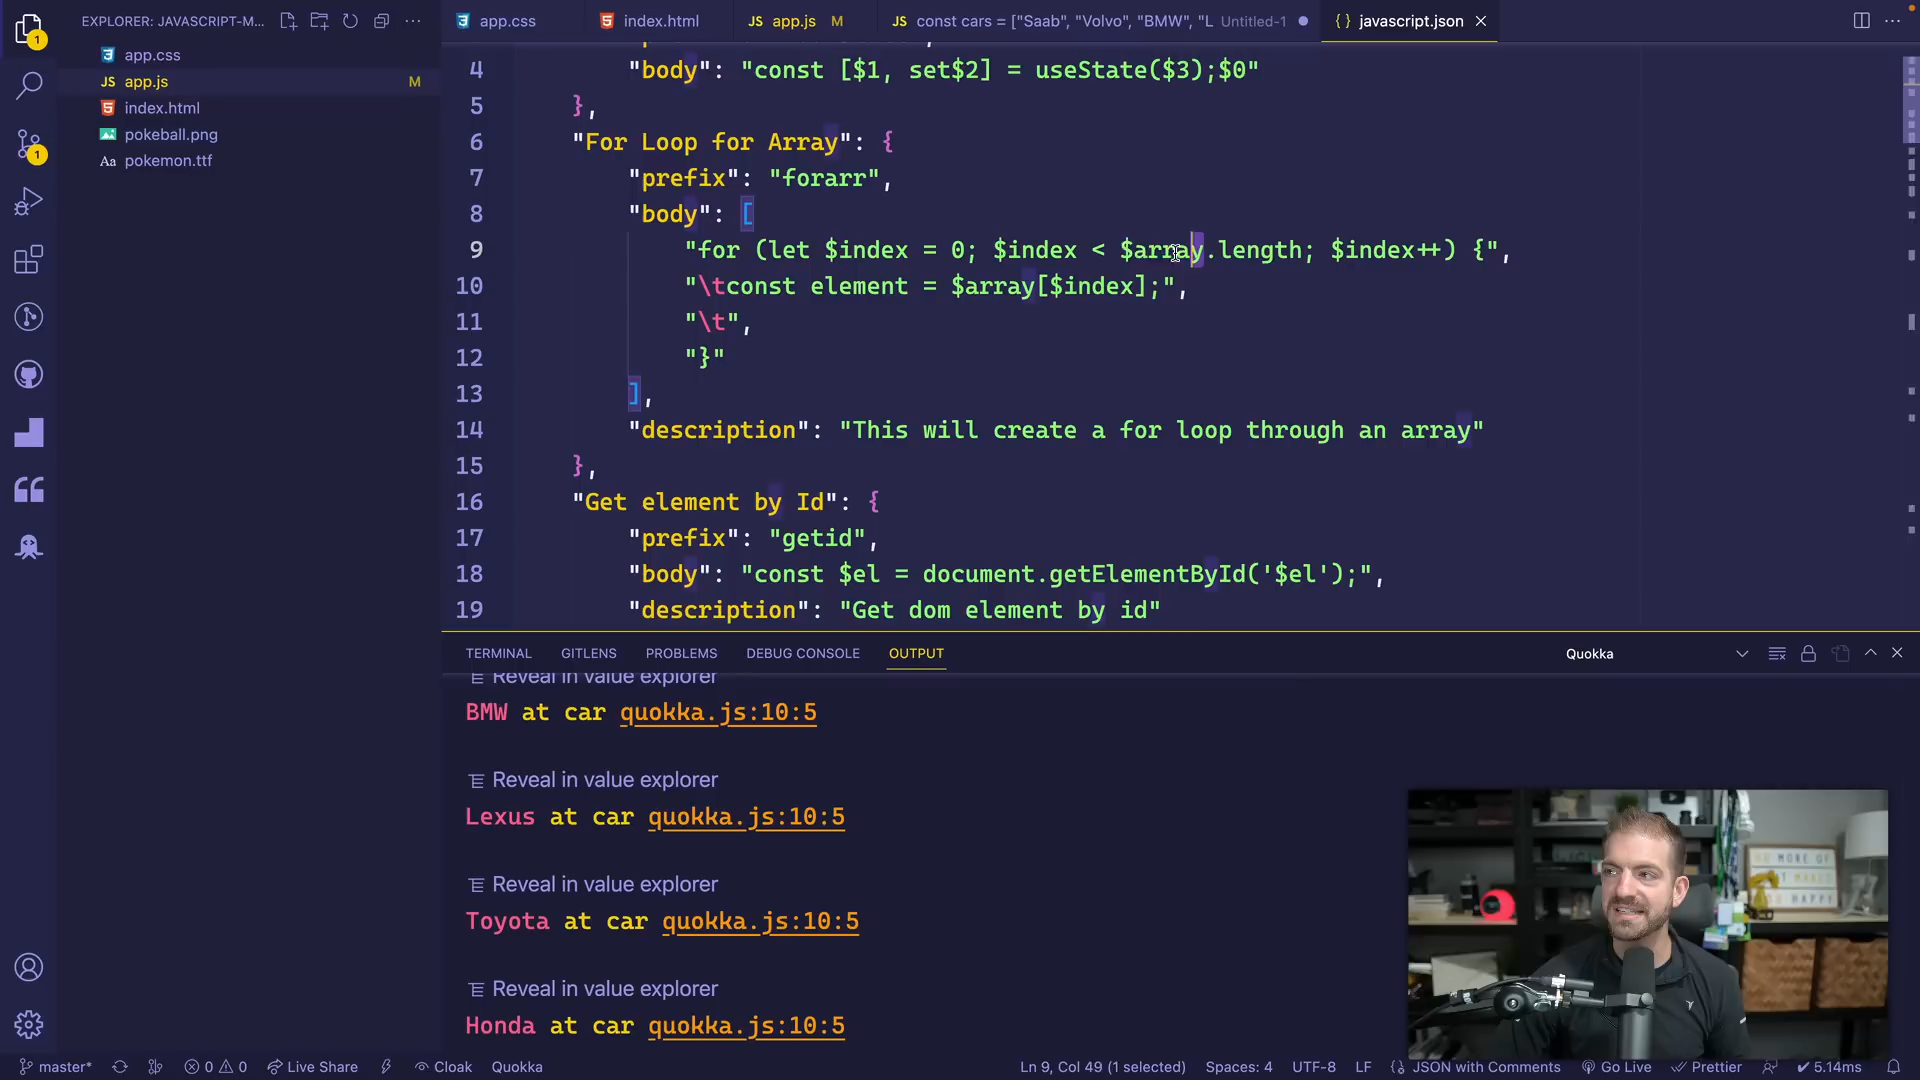 EXPLORER: JAVASCRIPT-M...
app.css
index.html
JS app.js M
JS const cars = ["Saab", "Volvo", "BMW", "L Untitled-1
{} javascript.json
1
1
app.css
JS app.js M
index.html
pokeball.png
Aa pokemon.ttf
4 "body": "const [$1, set$2] = useState($3);$0"
5 },
6 "For Loop for Array": {
7 "prefix": "forarr",
8 "body": [
9 "for (let $index = 0; $index < $array.length; $index++) {",
10 "\tconst element = $array[$index];",
11 "\t",
12 "}"
13 ],
14 "description": "This will create a for loop through an array"
15 },
16 "Get element by Id": {
17 "prefix": "getid",
18 "body": "const $el = document.getElementById('$el');",
19 "description": "Get dom element by id"
TERMINAL GITLENS PROBLEMS DEBUG CONSOLE OUTPUT Quokka
Reveal in value explorer
BMW at car quokka.js:10:5
Reveal in value explorer
Lexus at car quokka.js:10:5
Reveal in value explorer
Toyota at car quokka.js:10:5
Reveal in value explorer
Honda at car quokka.js:10:5
master* 0 0 Live Share Cloak Quokka Ln 9, Col 49 (1 selected) Spaces: 4 UTF-8 LF {} JSON with Comments Go Live Prettier 5.14ms